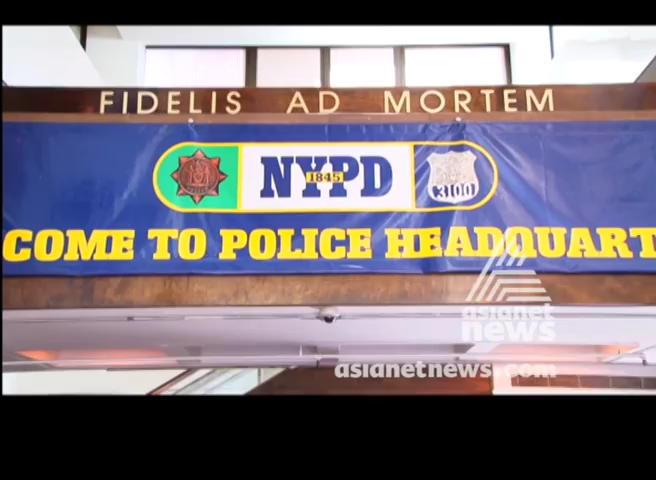 FIDELIS AD MORTEM
NYPD
1845
3100
COME TO POLICE HEADQUART
asianet
news
asianetnews.com